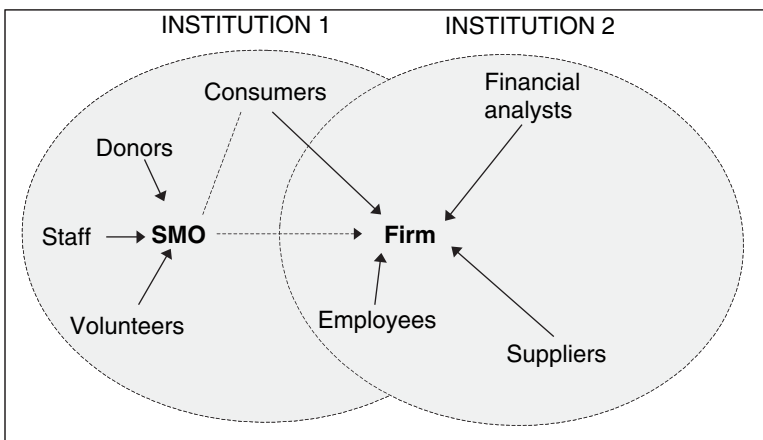 INSTITUTION 1
INSTITUTION 2
Consumers
Financial
analysts
Donors
Staff
SMO
Firm
Volunteers
Employees
Suppliers